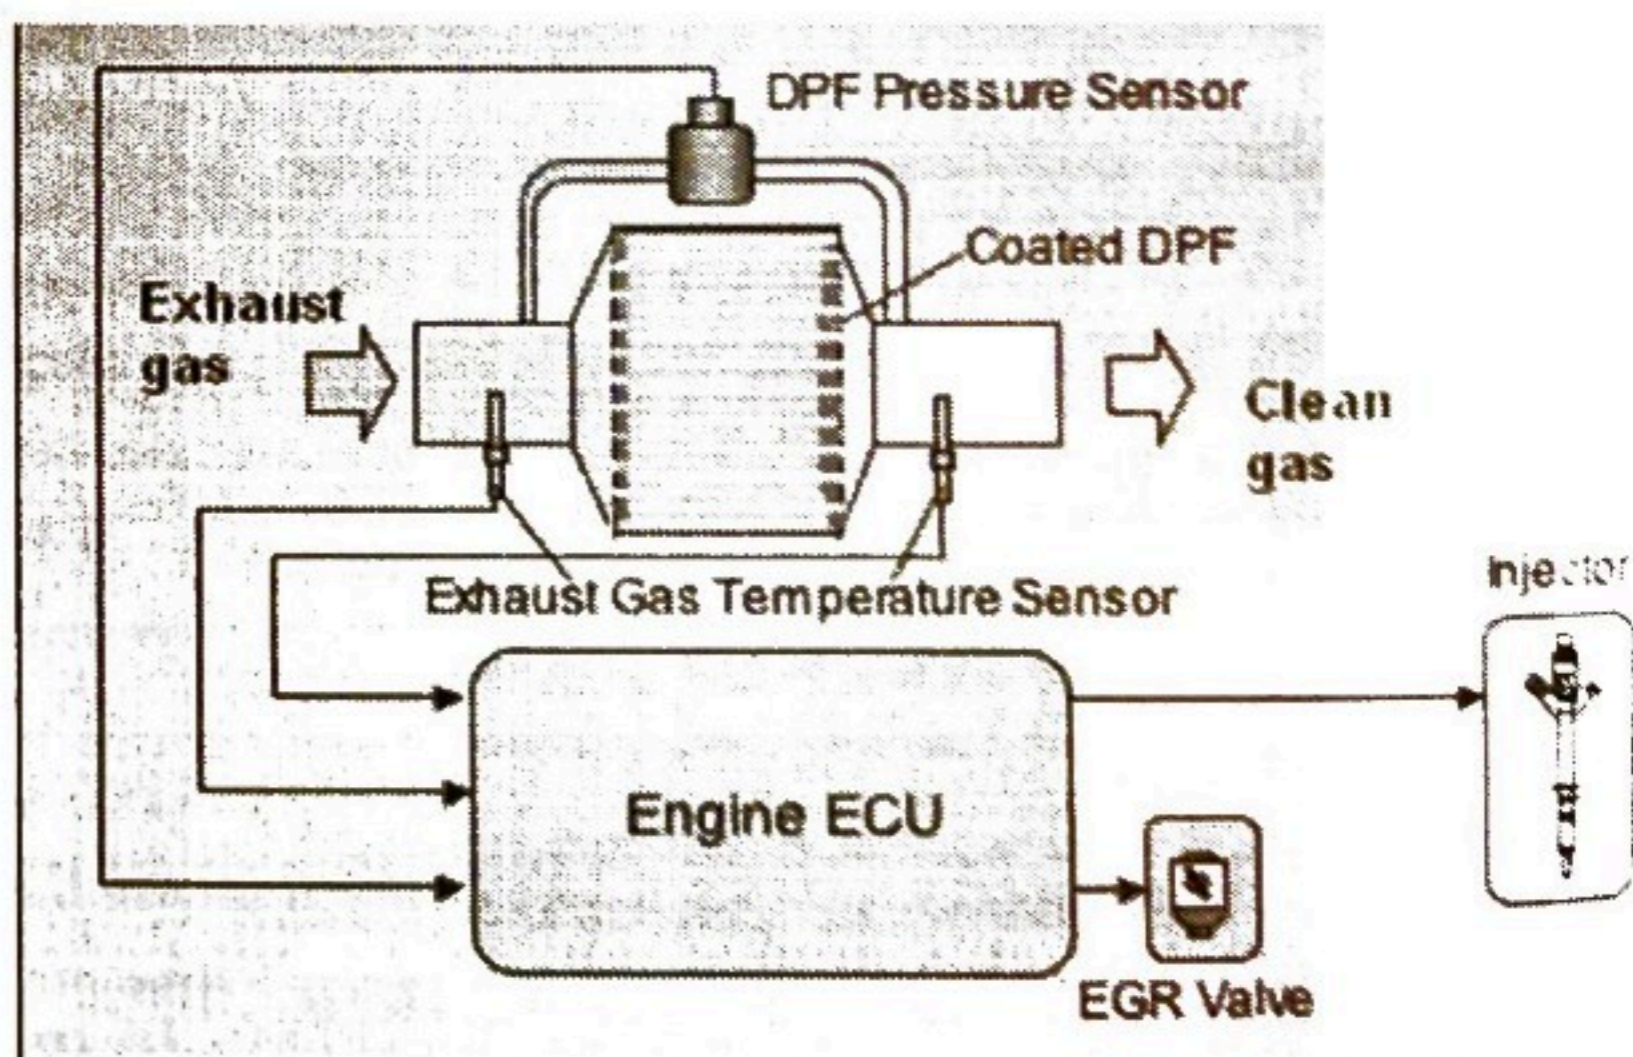 DPF Pressure Sensor
Coated DPF
Exhaust
gas
Clean
gas
Exhaust Gas Temperature Sensor
Injector
Engine ECU
EGR Valve